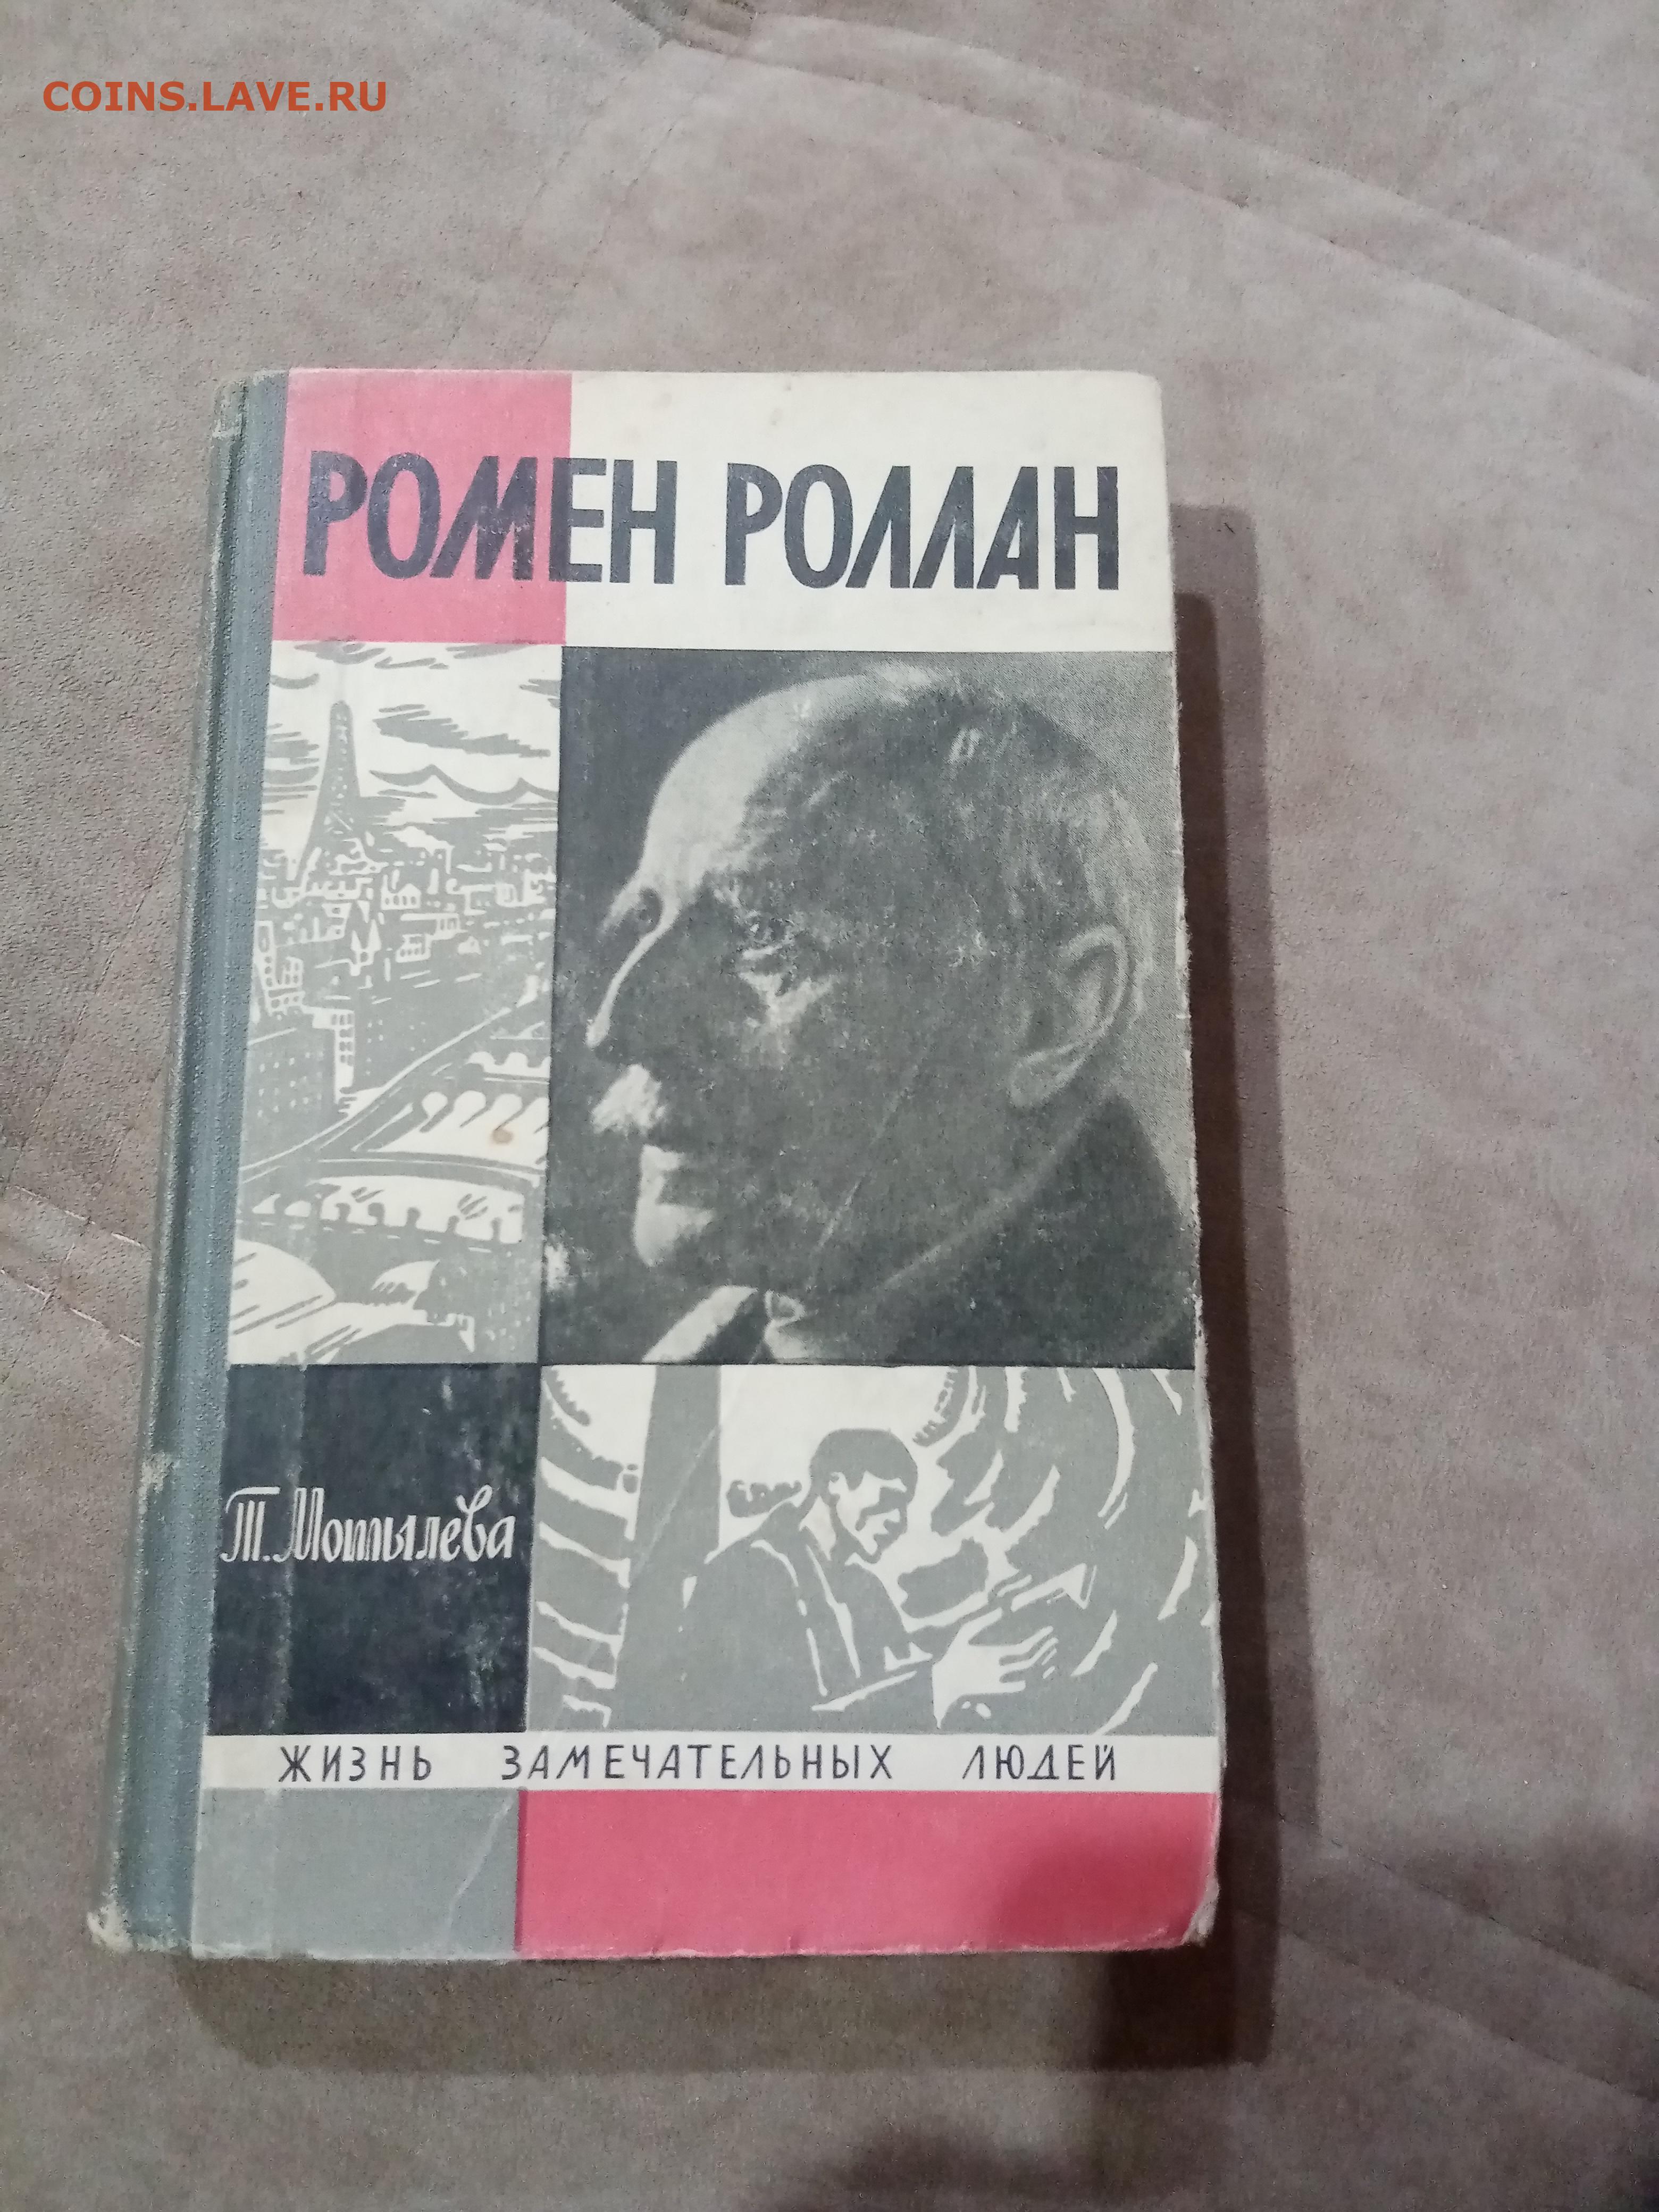 COINS.LAVE.RU
РОМЕН РОЛЛАН
Т. Мотылева
ЖИЗНЬ ЗАМЕЧАТЕЛЬНЫХ ЛЮДЕЙ